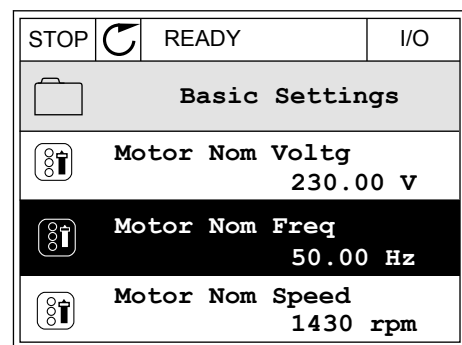 STOP READY I/O
Basic Settings
Motor Nom Voltg
230.00 V
Motor Nom Freq
50.00 Hz
Motor Nom Speed
1430 rpm